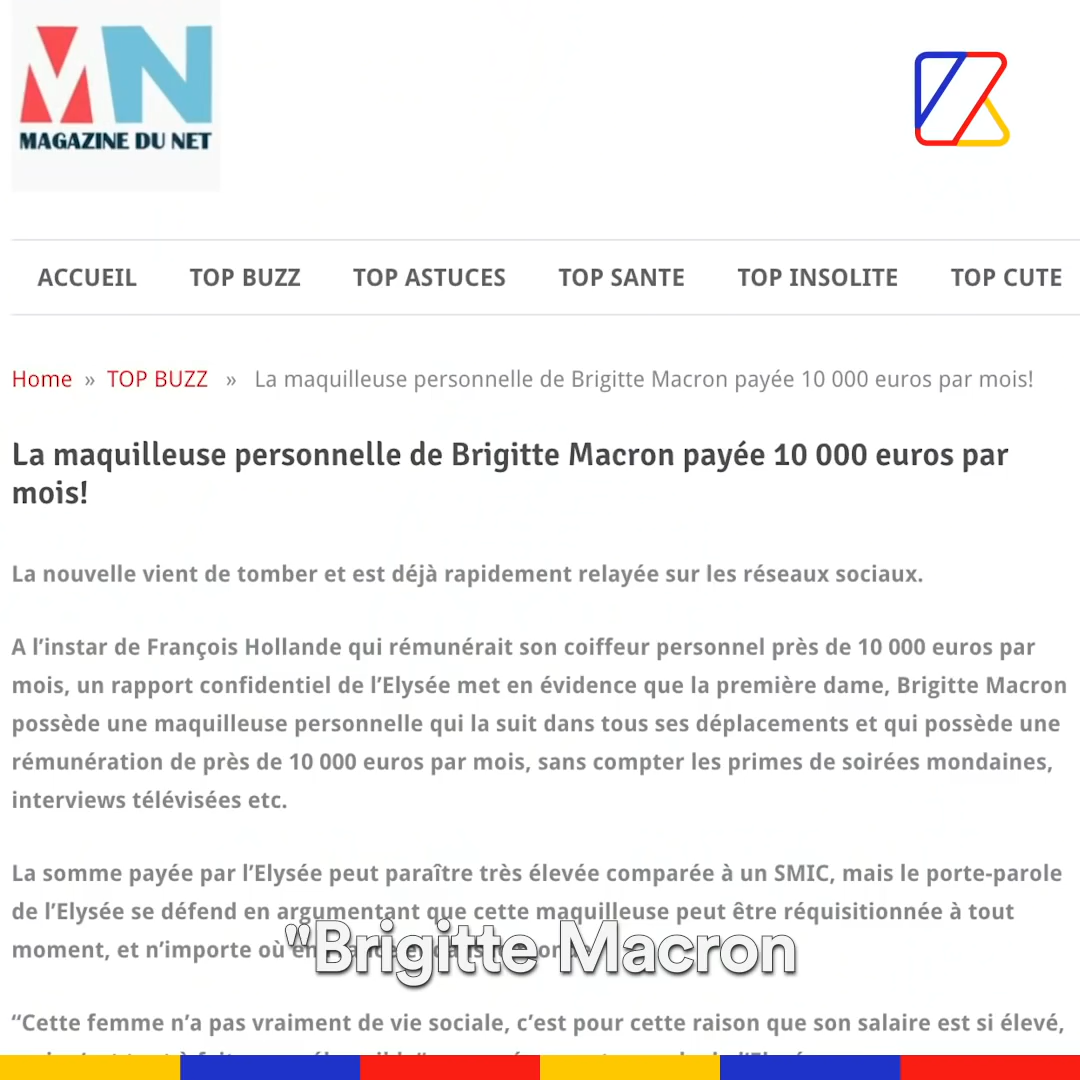 MN
MAGAZINE DU NET
ACCUEIL TOP BUZZ TOP ASTUCES TOP SANTE TOP INSOLITE TOP CUTE
Home » TOP BUZZ » La maquilleuse personnelle de Brigitte Macron payée 10 000 euros par mois!
La maquilleuse personnelle de Brigitte Macron payée 10 000 euros par
mois!
La nouvelle vient de tomber et est déjà rapidement relayée sur les réseaux sociaux.
A l’instar de François Hollande qui rémunérait son coiffeur personnel près de 10 000 euros par
mois, un rapport confidentiel de l’Elysée met en évidence que la première dame, Brigitte Macron
possède une maquilleuse personnelle qui la suit dans tous ses déplacements et qui possède une
rémunération de près de 10 000 euros par mois, sans compter les primes de soirées mondaines,
interviews télévisées etc.
La somme payée par l’Elysée peut paraître très élevée comparée à un SMIC, mais le porte-parole
de l’Elysée se défend en argumentant que cette maquilleuse peut être réquisitionnée à tout
moment, et n’importe où
"Brigitte Macron
“Cette femme n’a pas vraiment de vie sociale, c’est pour cette raison que son salaire est si élevé,